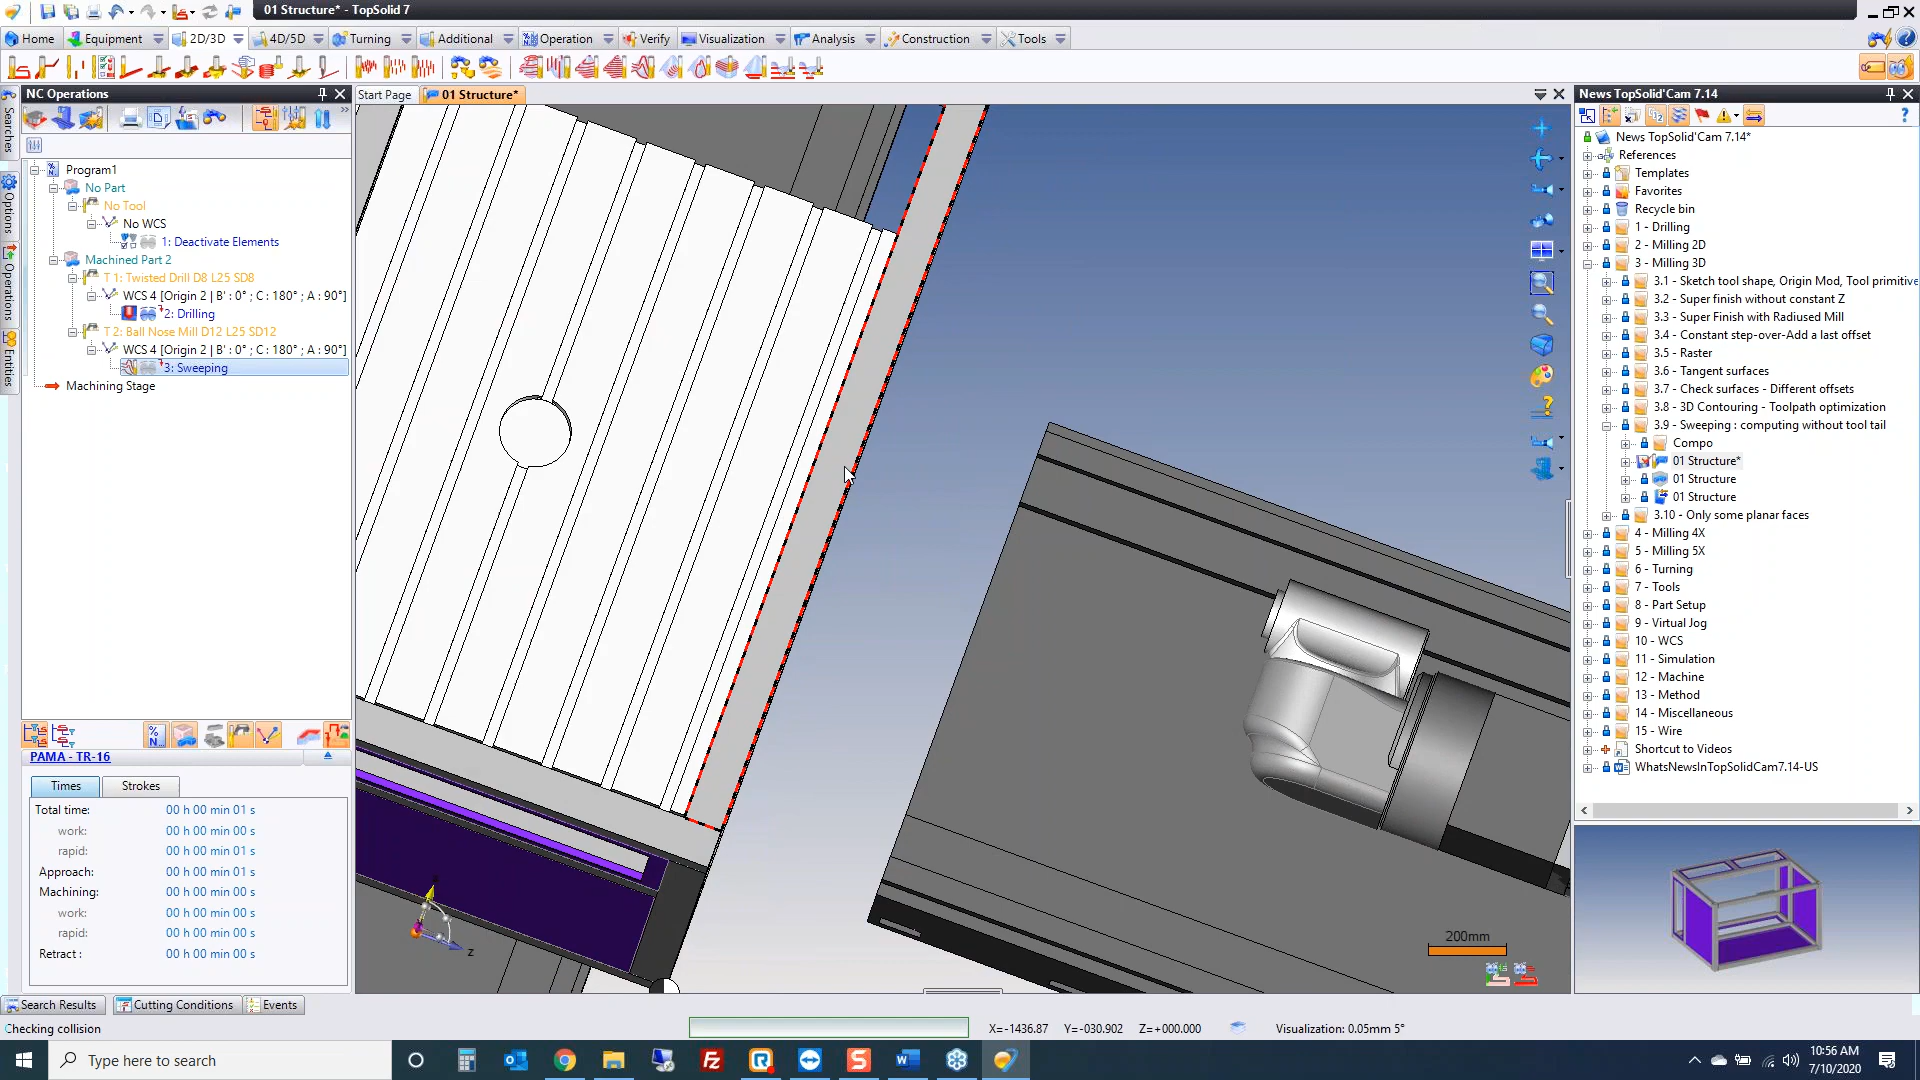 01 Structure* - TopSolid 7
Home
Equipment
2D/3D
4D/5D
Turning
Additional
Operation
Verify
Visualization
Analysis
Construction
Tools
NC Operations
Start Page
01 Structure*
News TopSolid'Cam 7.14
Searches
Options
Operations
Entities
Program1
No Part
No Tool
No WCS
1: Deactivate Elements
Machined Part 2
T 1: Twisted Drill D8 L25 SD8
WCS 4 [Origin 2 | B' : 0° ; C : 180° ; A : 90°]
2: Drilling
T 2: Ball Nose Mill D12 L25 SD12
WCS 4 [Origin 2 | B' : 0° ; C : 180° ; A : 90°]
3: Sweeping
Machining Stage
PAMA - TR-16
Times
Strokes
Total time: 00 h 00 min 01 s
work: 00 h 00 min 00 s
rapid: 00 h 00 min 01 s
Approach: 00 h 00 min 01 s
Machining: 00 h 00 min 00 s
work: 00 h 00 min 00 s
rapid: 00 h 00 min 00 s
Retract : 00 h 00 min 00 s
Z
200mm
News TopSolid'Cam 7.14*
References
Templates
Favorites
Recycle bin
1 - Drilling
2 - Milling 2D
3 - Milling 3D
3.1 - Sketch tool shape, Origin Mod, Tool primitive
3.2 - Super finish without constant Z
3.3 - Super Finish with Radiused Mill
3.4 - Constant step-over-Add a last offset
3.5 - Raster
3.6 - Tangent surfaces
3.7 - Check surfaces - Different offsets
3.8 - 3D Contouring - Toolpath optimization
3.9 - Sweeping : computing without tool tail
Compo
01 Structure*
01 Structure
01 Structure
3.10 - Only some planar faces
4 - Milling 4X
5 - Milling 5X
6 - Turning
7 - Tools
8 - Part Setup
9 - Virtual Jog
10 - WCS
11 - Simulation
12 - Machine
13 - Method
14 - Miscellaneous
15 - Wire
Shortcut to Videos
WhatsNewsInTopSolidCam7.14-US
Search Results
Cutting Conditions
Events
Checking collision
X=-1436.87 Y=-030.902 Z=+000.000
Visualization: 0.05mm 5°
Type here to search
10:56 AM
7/10/2020